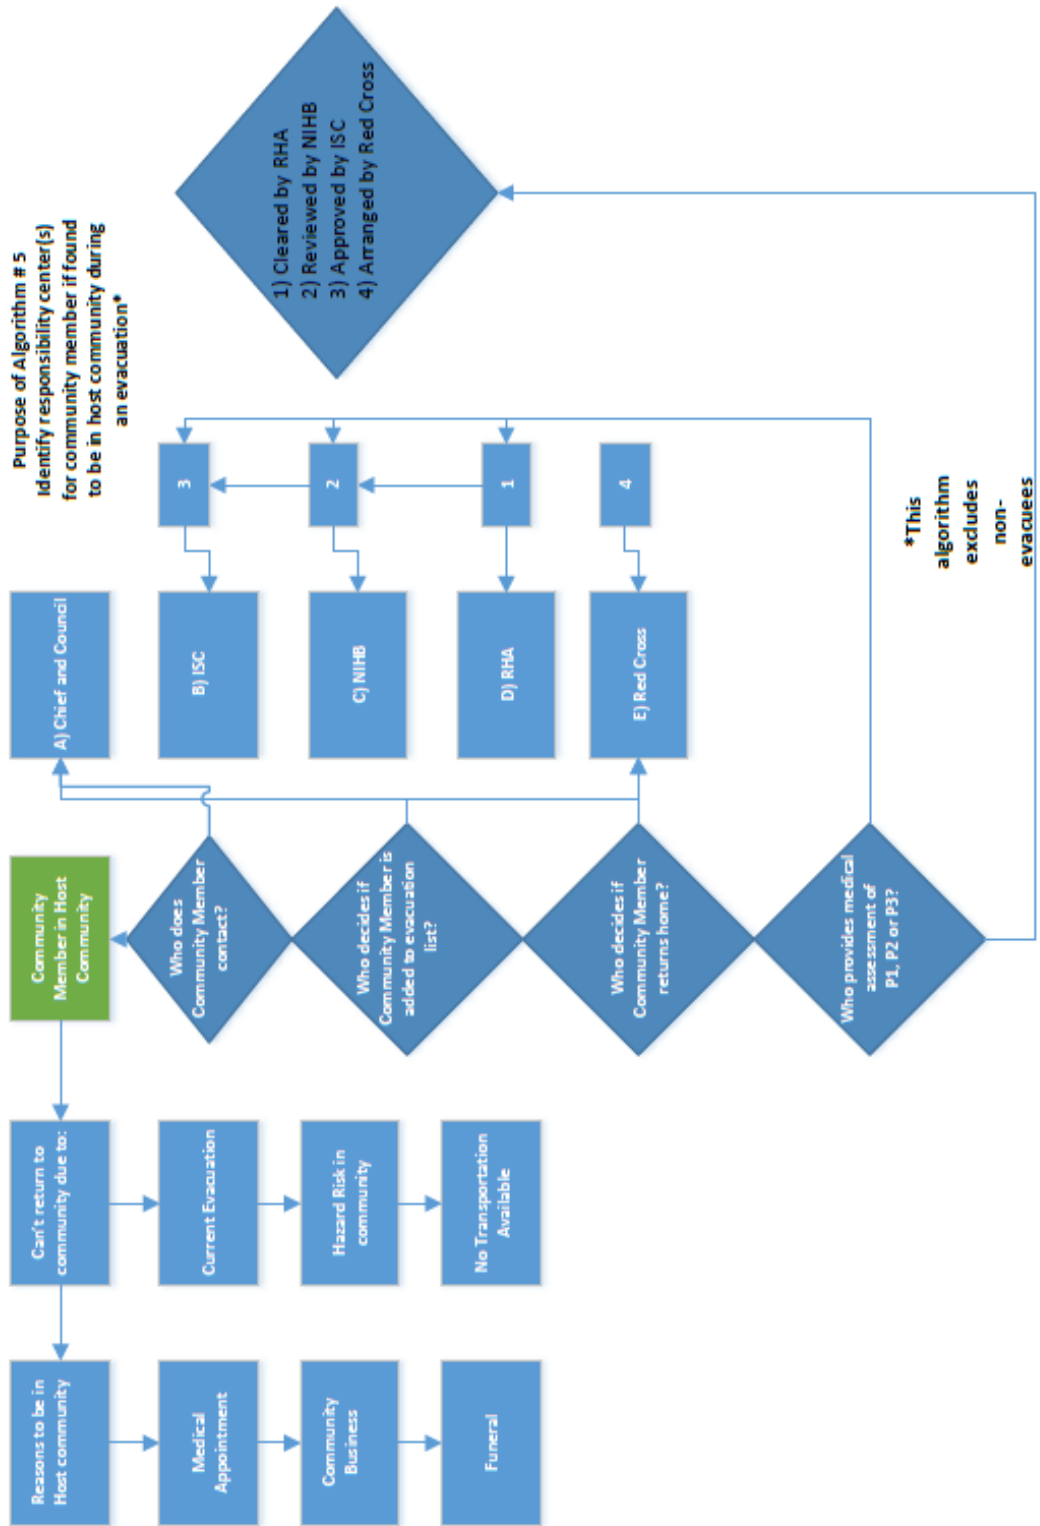 Purpose of Algorithm # 5
Identify responsibility center(s)
for community member if found
to be in host community during
an evacuation*
Reasons to be in
Host community
Medical
Appointment
Community
Business
Funeral
Can't return to
community due to:
Current Evacuation
Hazard Risk in
community
No Transportation
Available
Community
Member in Host
Community
Who does
Community Member
contact?
Who decides if
Community Member is
added to evacuation
list?
Who decides if
Community Member
returns home?
Who provides medical
assessment of
P1, P2 or P3?
A) Chief and Council
B) ISC
C) NIHB
D) RHA
E) Red Cross
3
2
1
4
1) Cleared by RHA
2) Reviewed by NIHB
3) Approved by ISC
4) Arranged by Red Cross
*This
algorithm
excludes
non-
evacuees